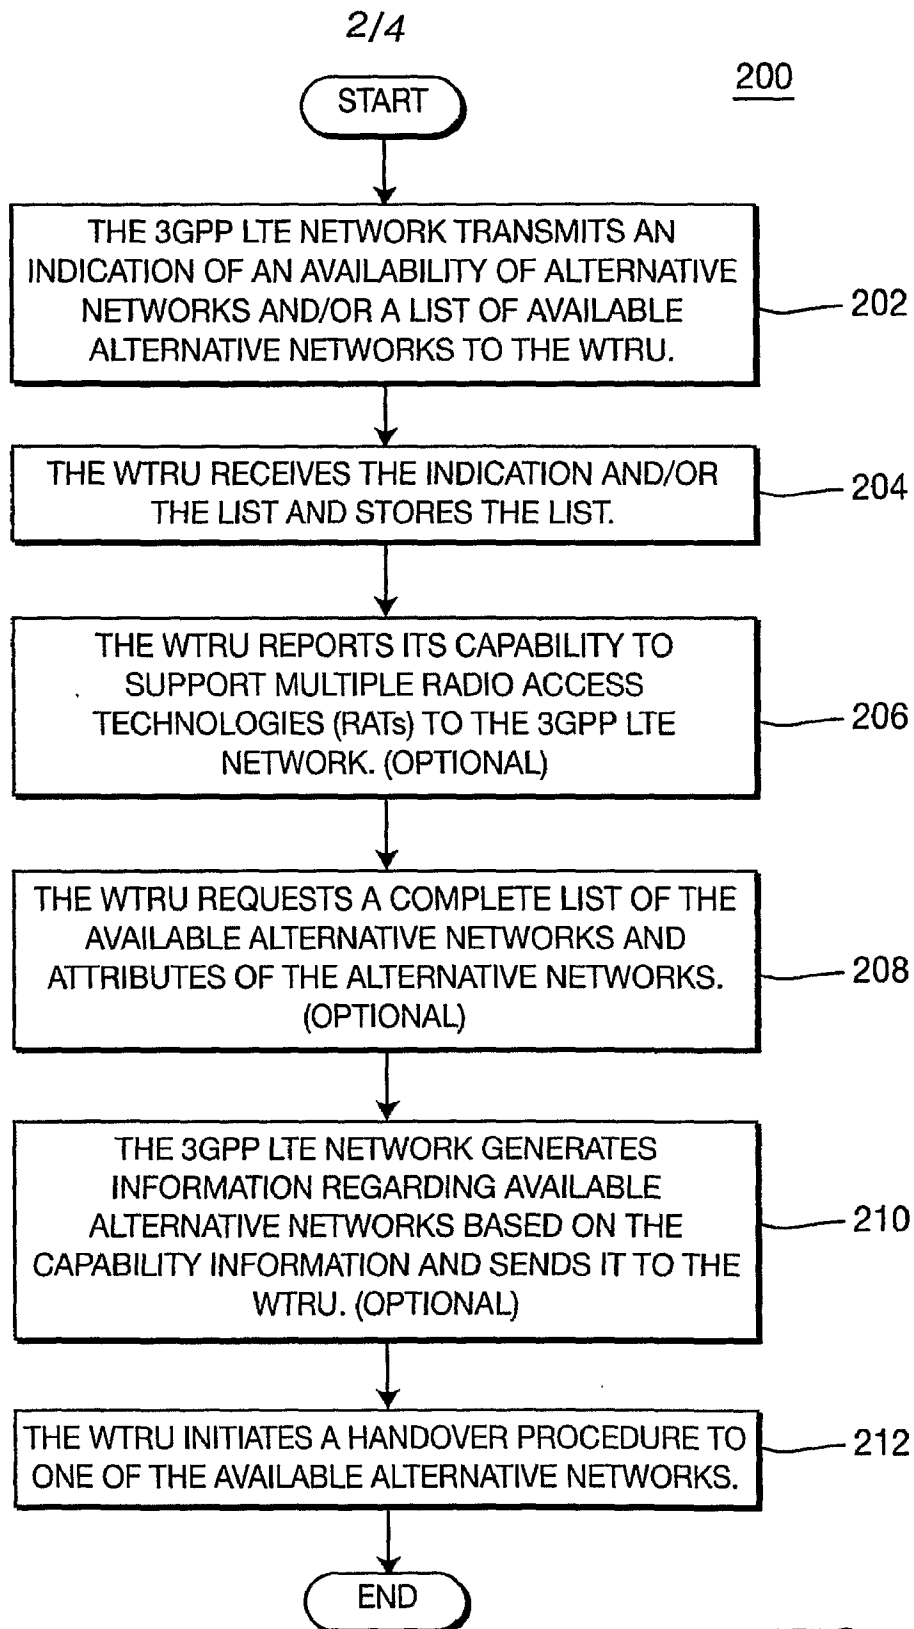 2/4
200
START
THE 3GPP LTE NETWORK TRANSMITS AN
INDICATION OF AN AVAILABILITY OF ALTERNATIVE
NETWORKS AND/OR A LIST OF AVAILABLE
ALTERNATIVE NETWORKS TO THE WTRU.
202
THE WTRU RECEIVES THE INDICATION AND/OR
THE LIST AND STORES THE LIST.
204
THE WTRU REPORTS ITS CAPABILITY TO
SUPPORT MULTIPLE RADIO ACCESS
TECHNOLOGIES (RATs) TO THE 3GPP LTE
NETWORK. (OPTIONAL)
206
THE WTRU REQUESTS A COMPLETE LIST OF THE
AVAILABLE ALTERNATIVE NETWORKS AND
ATTRIBUTES OF THE ALTERNATIVE NETWORKS.
(OPTIONAL)
208
THE 3GPP LTE NETWORK GENERATES
INFORMATION REGARDING AVAILABLE
ALTERNATIVE NETWORKS BASED ON THE
CAPABILITY INFORMATION AND SENDS IT TO THE
WTRU. (OPTIONAL)
210
THE WTRU INITIATES A HANDOVER PROCEDURE TO
ONE OF THE AVAILABLE ALTERNATIVE NETWORKS.
212
END